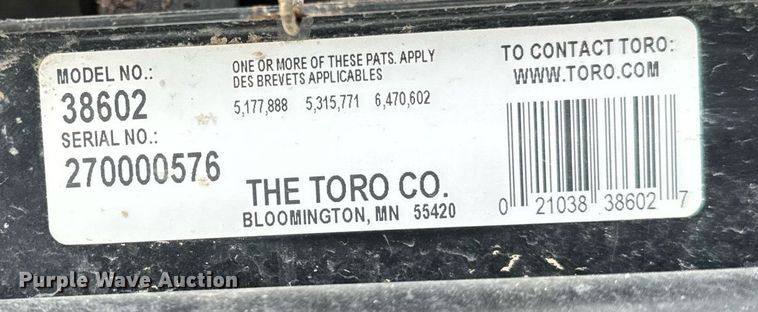 MODEL NO.:
38602
SERIAL NO.:
270000576
ONE OR MORE OF THESE PATS. APPLY
DES BREVETS APPLICABLES
5,177,888 5,315,771 6,470,602
THE TORO CO.
BLOOMINGTON, MN 55420
TO CONTACT TORO:
WWW.TORO.COM
0 21038 38602 7
Purple Wave Auction